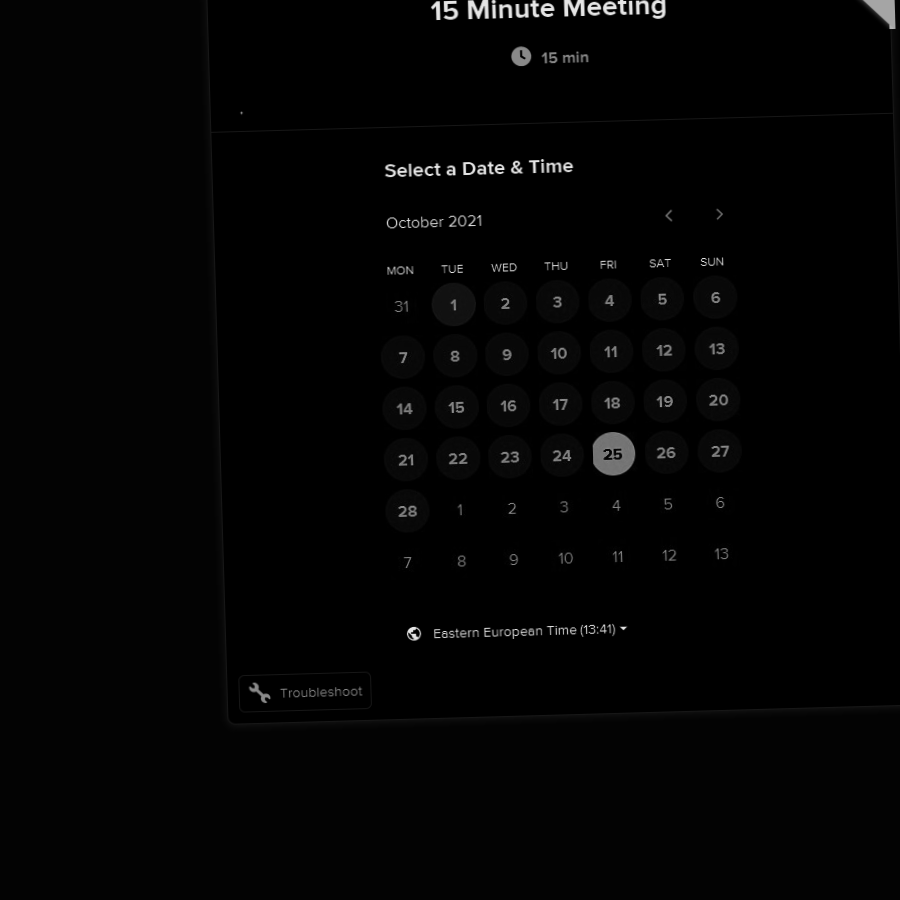 15 Minute Meeting
15 min
Select a Date & Time
October 2021
MON TUE WED THU FRI SAT SUN
31 1 2 3 4 5 6
7 8 9 10 11 12 13
14 15 16 17 18 19 20
21 22 23 24 25 26 27
28 1 2 3 4 5 6
7 8 9 10 11 12 13
Eastern European Time (13:41)
Troubleshoot